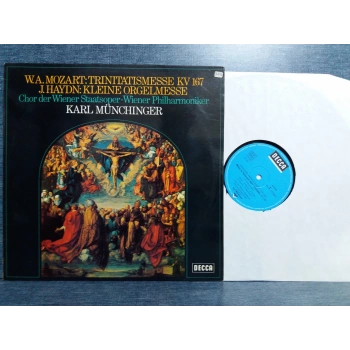 W.A. MOZART: TRINITATISMESSE KV 167
J. HAYDN: KLEINE ORGELMESSE
Chor der Wiener Staatsoper · Wiener Philharmoniker
KARL MÜNCHINGER
DECCA
DECCA